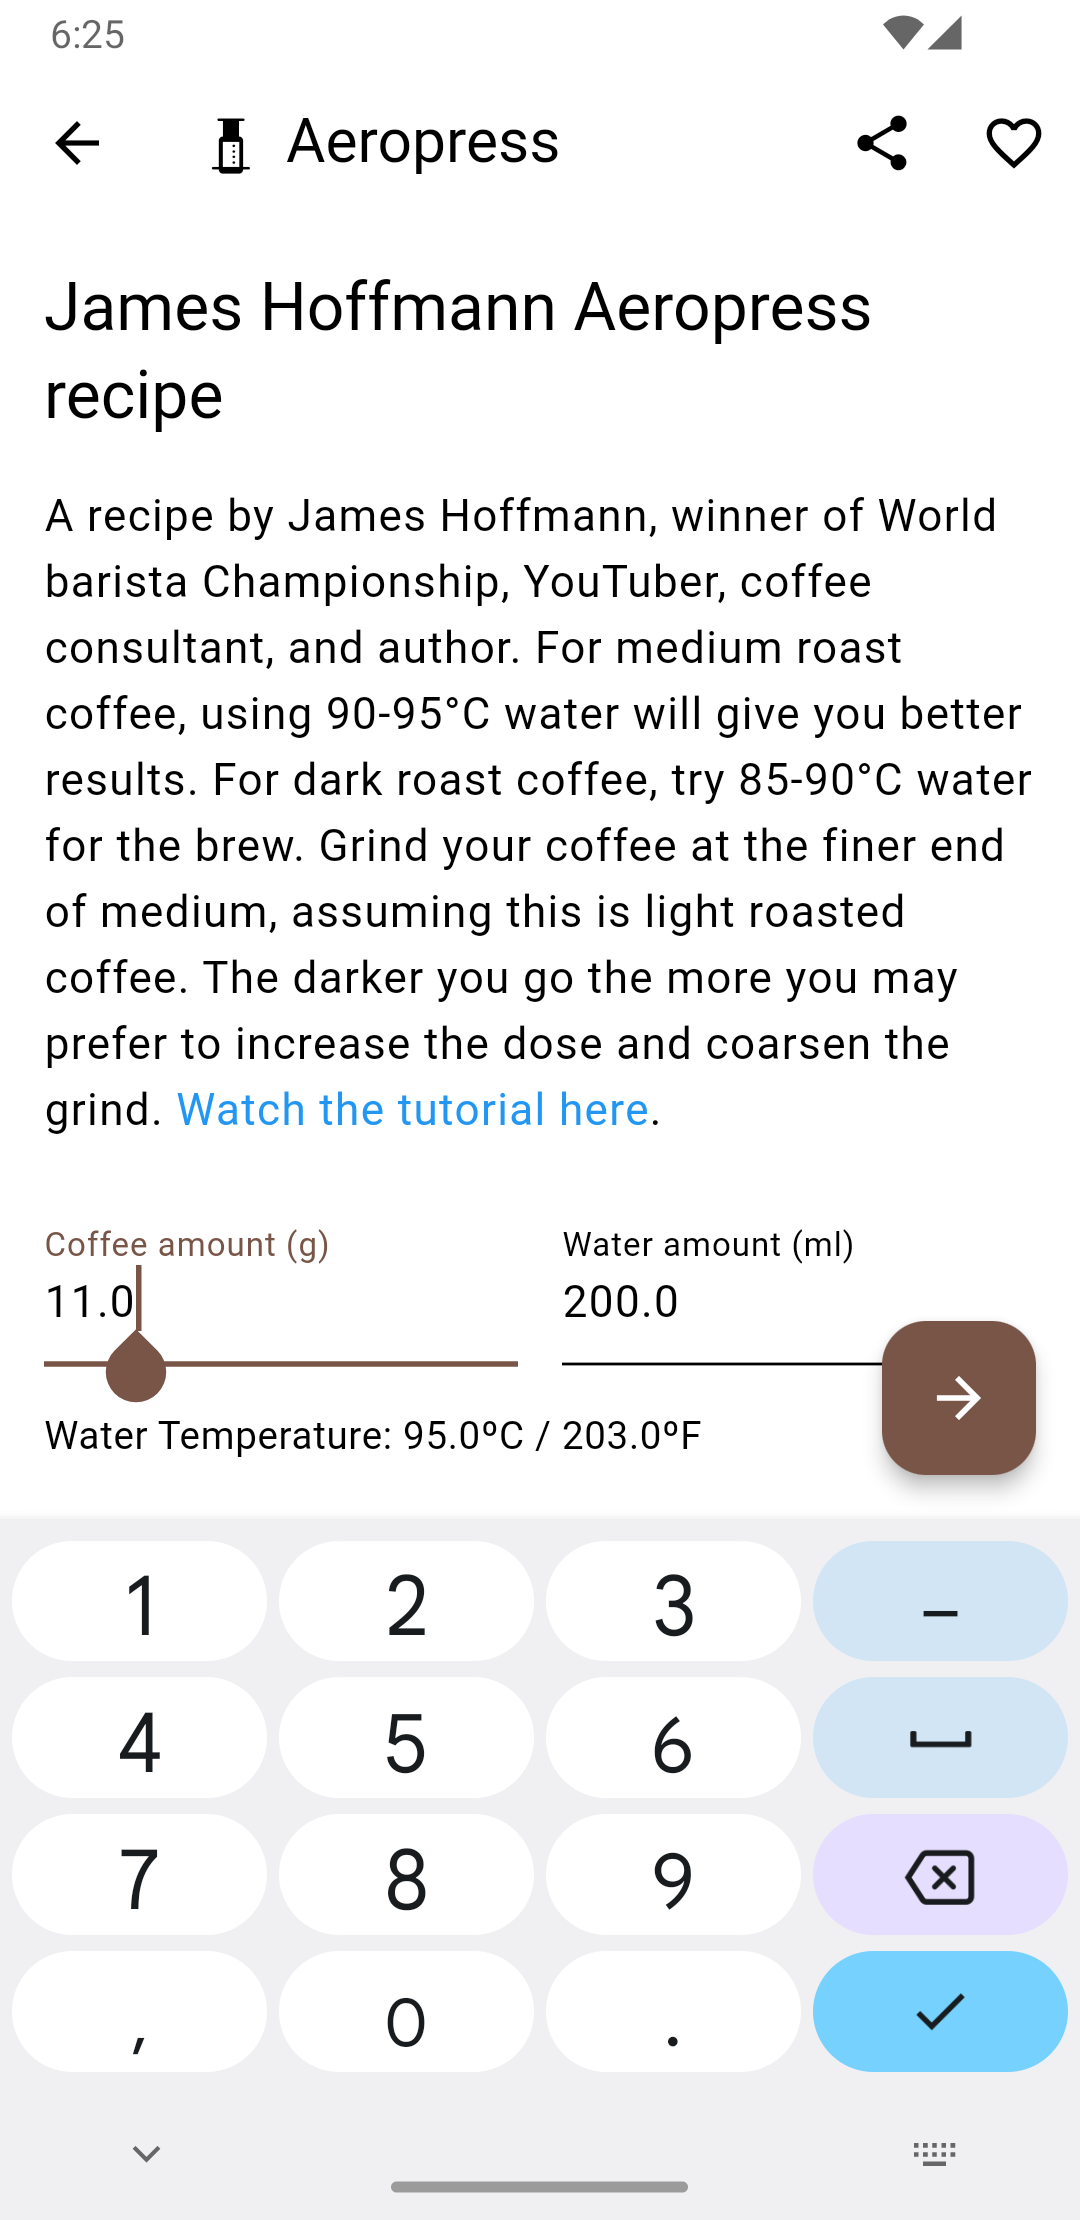 6:25
Aeropress
James Hoffmann Aeropress
recipe
A recipe by James Hoffmann, winner of World
barista Championship, YouTuber, coffee
consultant, and author. For medium roast
coffee, using 90-95°C water will give you better
results. For dark roast coffee, try 85-90°C water
for the brew. Grind your coffee at the finer end
of medium, assuming this is light roasted
coffee. The darker you go the more you may
prefer to increase the dose and coarsen the
grind. Watch the tutorial here.
Coffee amount (g) Water amount (ml)
11.0 200.0
Water Temperature: 95.0ºC / 203.0ºF
1 2 3 –
4 5 6
7 8 9
, 0 .